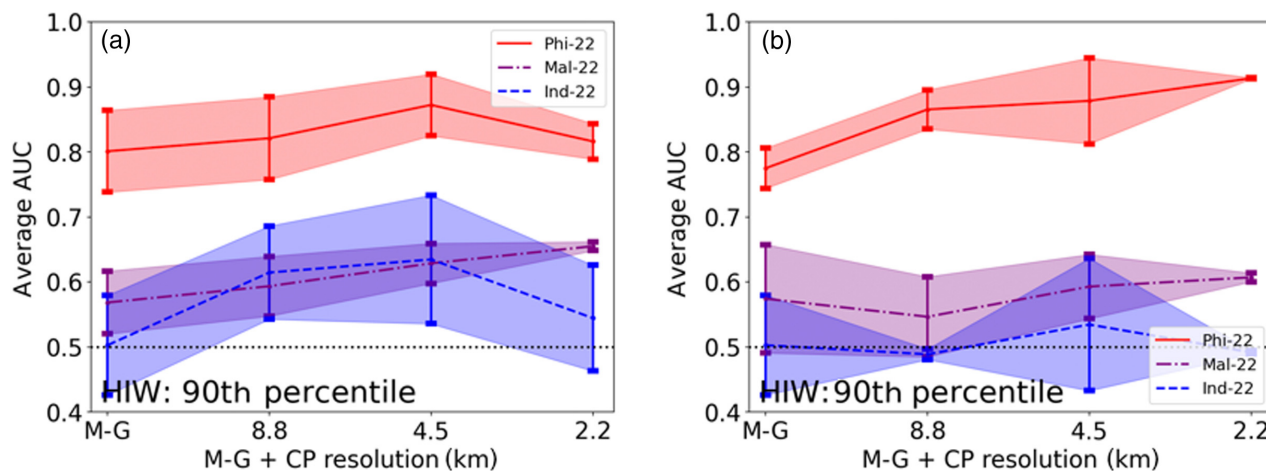 (a)
Phi-22
Mal-22
Ind-22
1.0
0.9
0.8
0.7
0.6
0.5
0.4
Average AUC
HIW: 90th percentile
M-G 8.8 4.5 2.2
M-G + CP resolution (km)
(b)
1.0
0.9
0.8
0.7
0.6
0.5
0.4
Average AUC
Phi-22
Mal-22
Ind-22
HIW: 90th percentile
M-G 8.8 4.5 2.2
M-G + CP resolution (km)